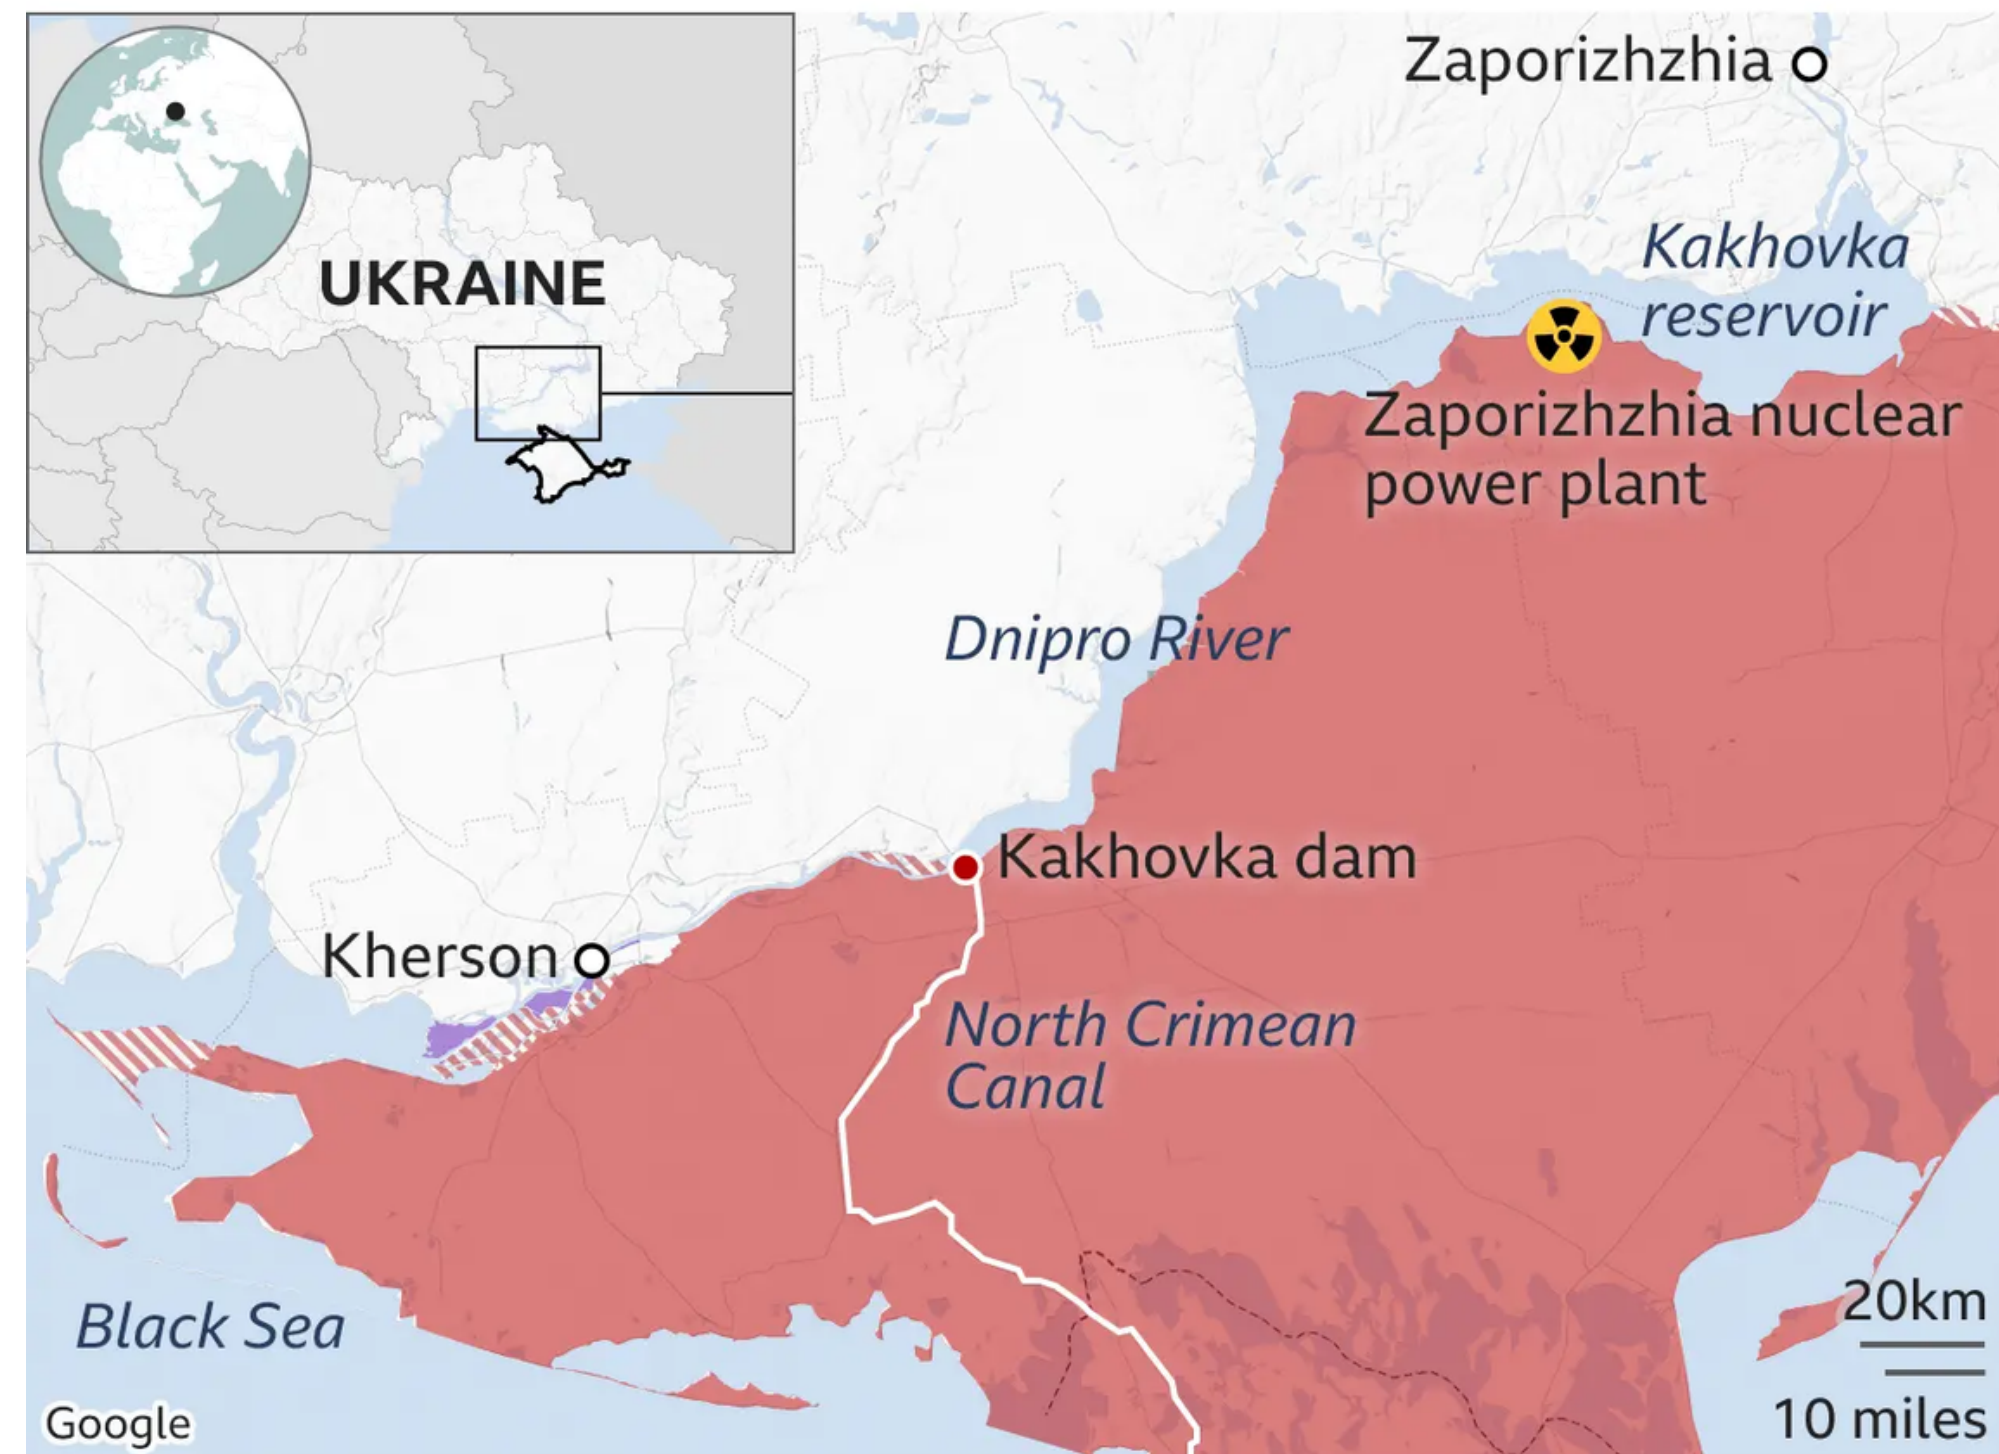 UKRAINE
Zaporizhzhia
Kakhovka
reservoir
Zaporizhzhia nuclear
power plant
Dnipro River
Kakhovka dam
Kherson
North Crimean
Canal
Black Sea
20km
10 miles
Google